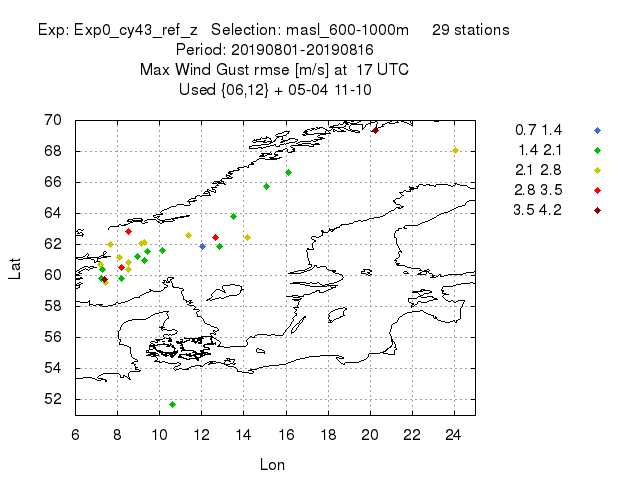 Exp: Exp0_cy43_ref_z   Selection: masl_600-1000m     29 stations
Period: 20190801-20190816
Max Wind Gust rmse [m/s] at  17 UTC
Used {06,12} + 05-04 11-10
70
68
66
64
62
60
58
56
54
52
Lat
6 8 10 12 14 16 18 20 22 24
Lon
0.7 1.4
1.4 2.1
2.1 2.8
2.8 3.5
3.5 4.2